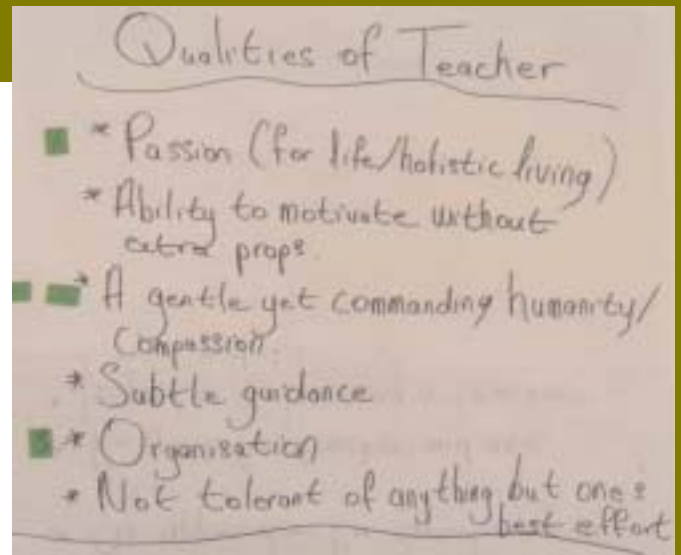 Qualities of Teacher
* Passion (for life/holistic living)
* Ability to motivate without
extra props.
* A gentle yet commanding humanity/
Compassion.
* Subtle guidance
* Organisation
* Not tolerant of anything but one's
best effort